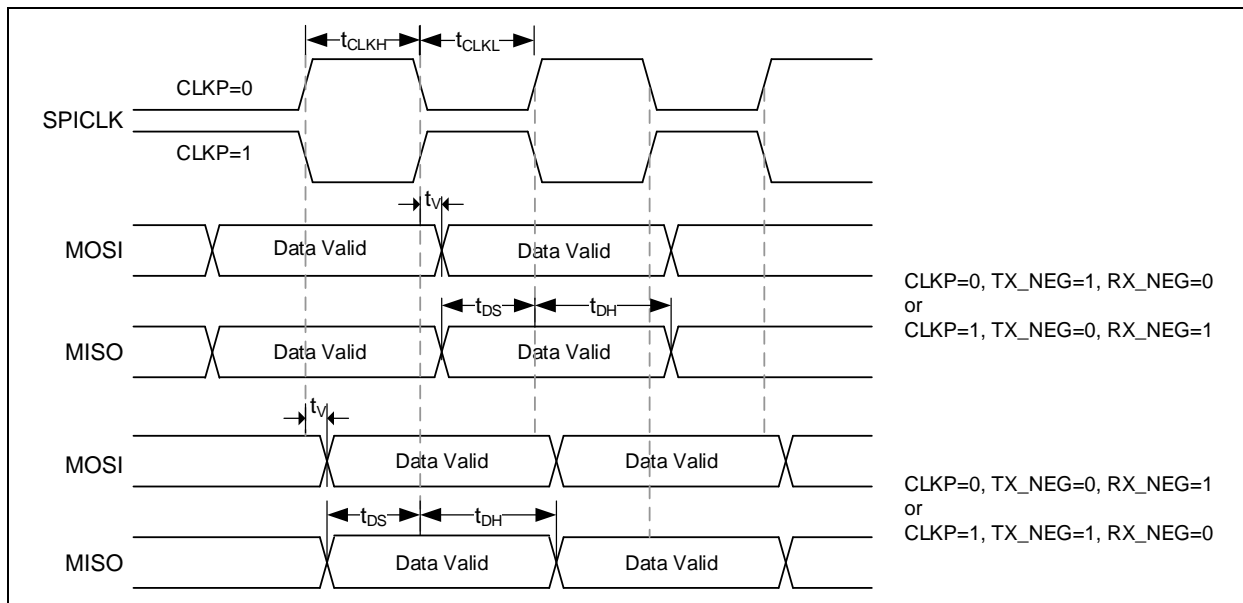 tCLKH tCLKL
CLKP=0
SPICLK
CLKP=1
tV
MOSI Data Valid Data Valid
CLKP=0, TX_NEG=1, RX_NEG=0
or
CLKP=1, TX_NEG=0, RX_NEG=1
tDS tDH
MISO Data Valid Data Valid
tV
MOSI Data Valid Data Valid
CLKP=0, TX_NEG=0, RX_NEG=1
or
CLKP=1, TX_NEG=1, RX_NEG=0
tDS tDH
MISO Data Valid Data Valid